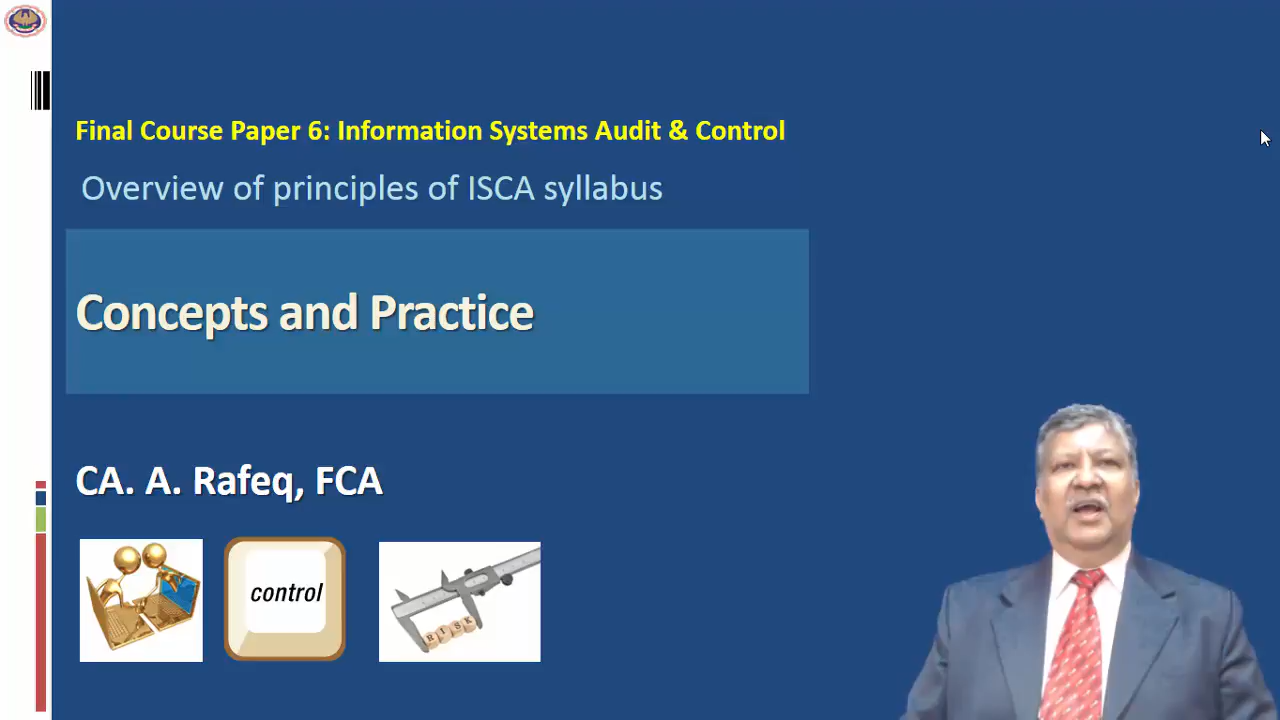 Final Course Paper 6: Information Systems Audit & Control
Overview of principles of ISCA syllabus
Concepts and Practice
CA. A. Rafeq, FCA
control
RISK